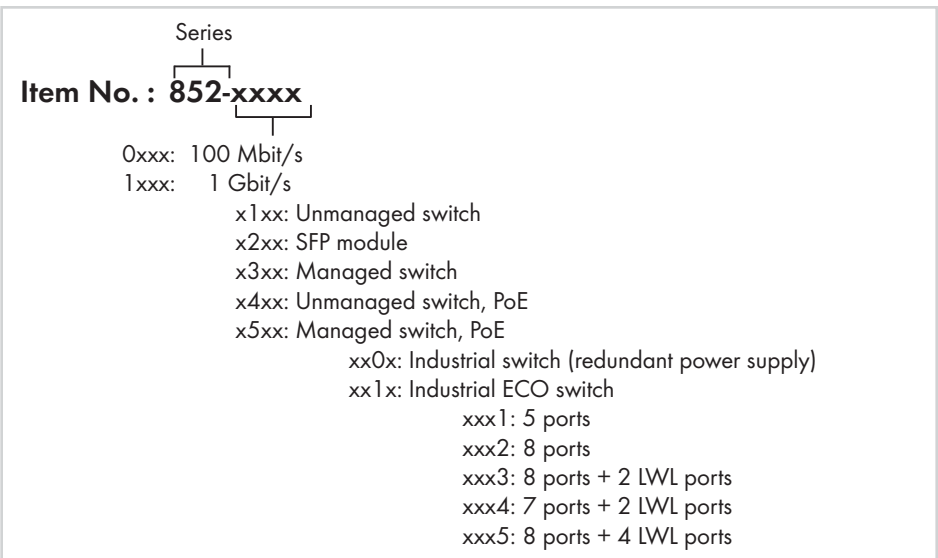 Series
Item No. : 852-xxxx
0xxx: 100 Mbit/s
1xxx: 1 Gbit/s
x1xx: Unmanaged switch
x2xx: SFP module
x3xx: Managed switch
x4xx: Unmanaged switch, PoE
x5xx: Managed switch, PoE
xx0x: Industrial switch (redundant power supply)
xx1x: Industrial ECO switch
xxx1: 5 ports
xxx2: 8 ports
xxx3: 8 ports + 2 LWL ports
xxx4: 7 ports + 2 LWL ports
xxx5: 8 ports + 4 LWL ports